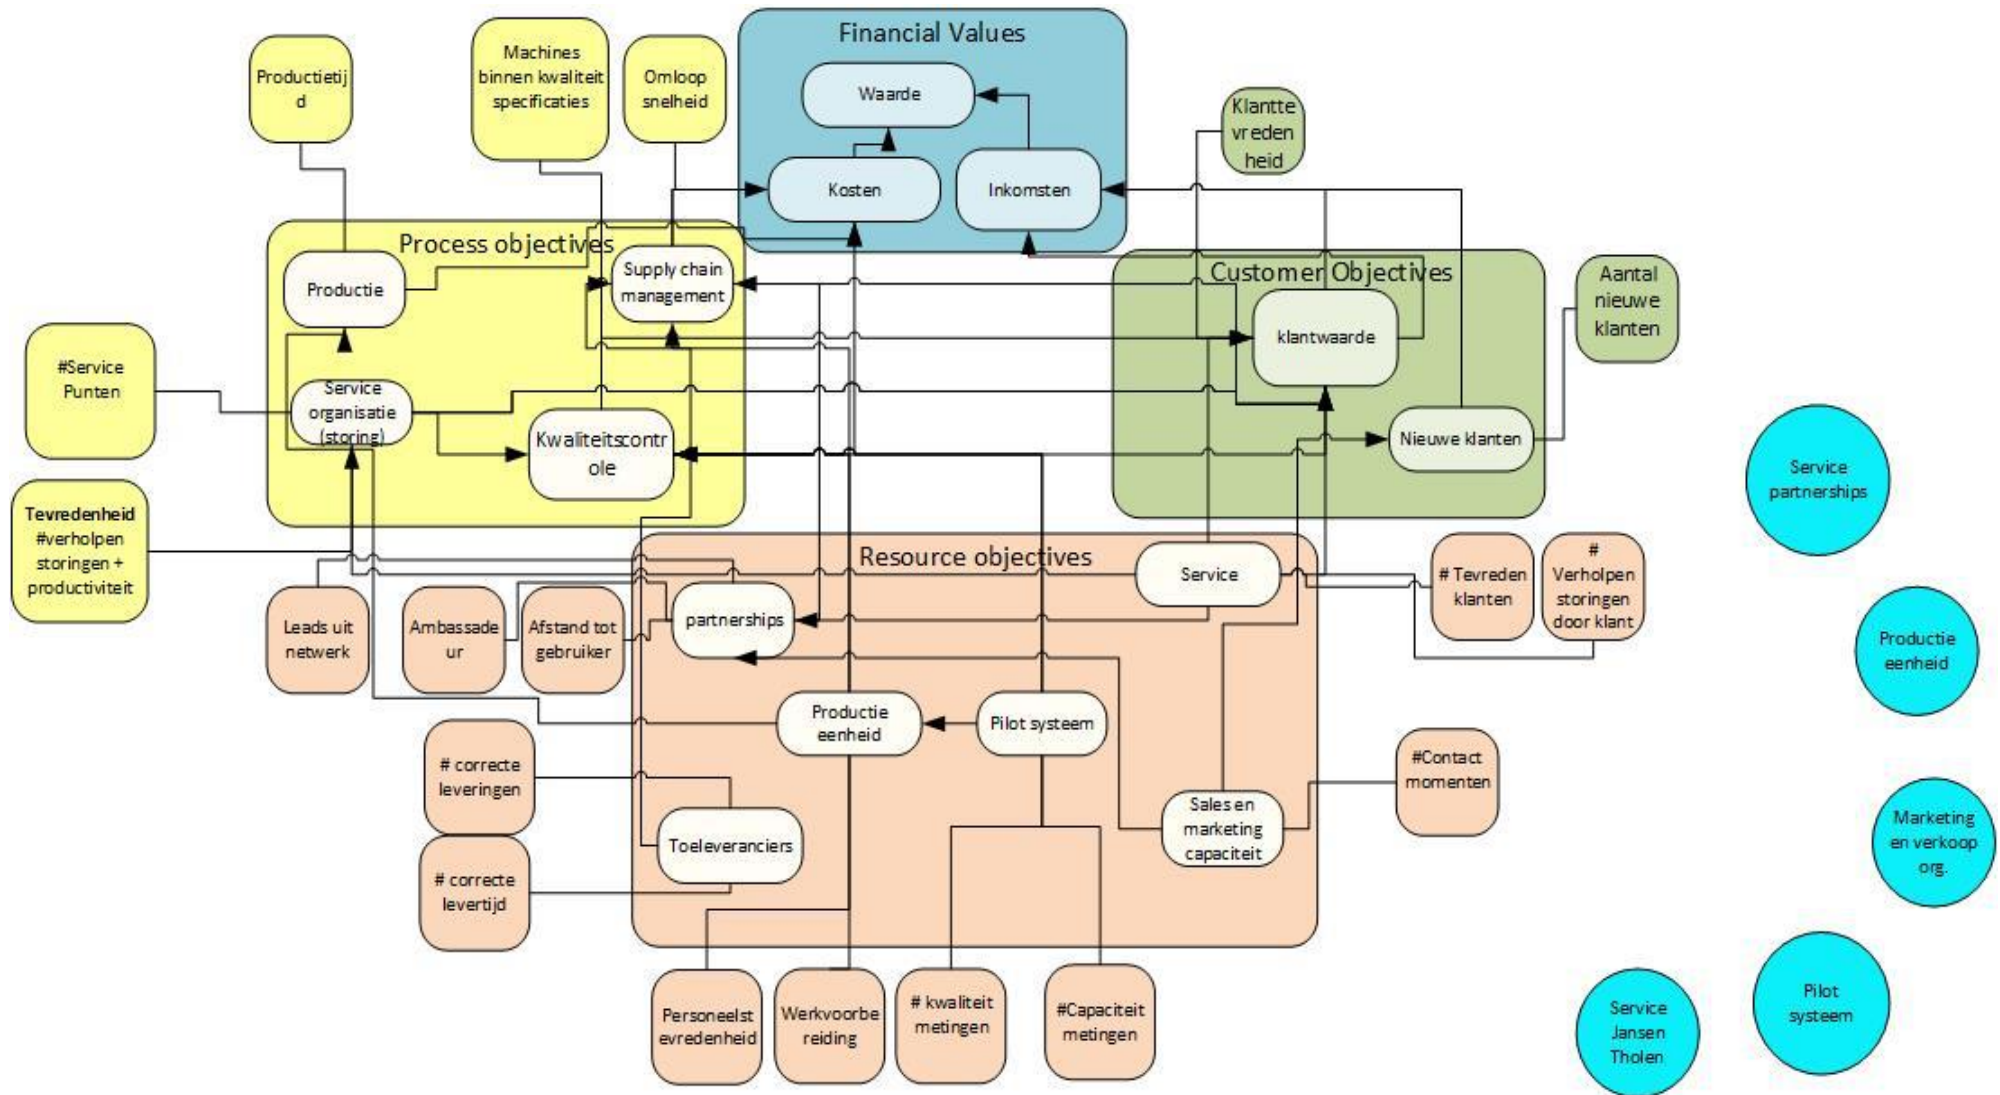 Financial Values
Waarde
Kosten
Inkomsten
Productietij
d
Machines
binnen kwaliteit
specificaties
Omloop
snelheid
Klantte
vreden
heid
Process objectives
Productie
Supply chain
management
Service
organisatie
(storing)
Kwaliteitscontr
ole
#Service
Punten
Tevredenheid
#verholpen
storingen +
productiviteit
Customer Objectives
klantwaarde
Nieuwe klanten
Aantal
nieuwe
klanten
Resource objectives
Service
partnerships
Productie
eenheid
Pilot systeem
Toeleveranciers
Sales en
marketing
capaciteit
Leads uit
netwerk
Ambassade
ur
Afstand tot
gebruiker
# correcte
leveringen
# correcte
levertijd
# Tevreden
klanten
#
Verholpen
storingen
door klant
#Contact
momenten
Personeelst
evredenheid
Werkvoorbe
reiding
# kwaliteit
metingen
#Capaciteit
metingen
Service
partnerships
Productie
eenheid
Marketing
en verkoop
org.
Pilot
systeem
Service
Jansen
Tholen